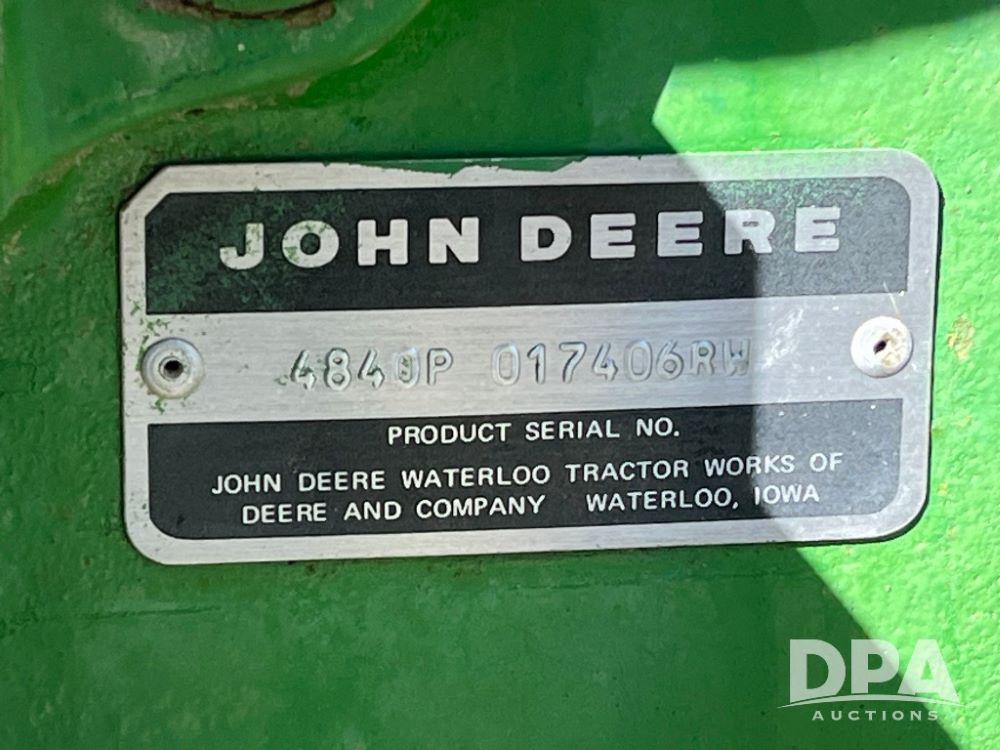 JOHN DEERE
4840P 017406RW
PRODUCT SERIAL NO.
JOHN DEERE WATERLOO TRACTOR WORKS OF
DEERE AND COMPANY WATERLOO, IOWA
DPA
AUCTIONS